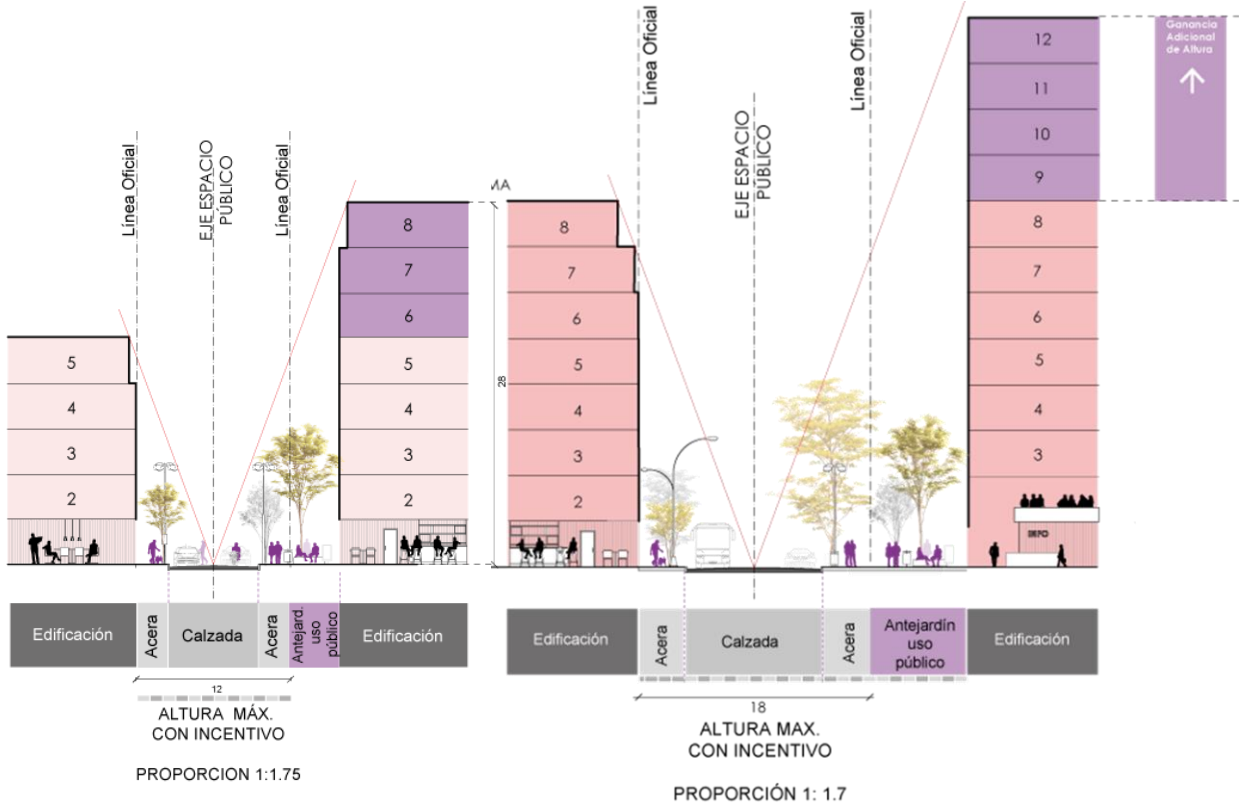 Línea Oficial
EJE ESPACIO
PÚBLICO
Línea Oficial
5
4
3
2
8
7
6
5
4
3
2
Edificación
Acera
Calzada
Acera
Antejard.
uso
público
Edificación
12
ALTURA MÁX.
CON INCENTIVO
PROPORCION 1:1.75
MA
28
Línea Oficial
EJE ESPACIO
PÚBLICO
Línea Oficial
8
7
6
5
4
3
2
12
11
10
9
8
7
6
5
4
3
INFO
Ganancia
Adicional
de Altura
Edificación
Acera
Calzada
Acera
Antejardín
uso
público
Edificación
18
ALTURA MAX.
CON INCENTIVO
PROPORCIÓN 1: 1.7